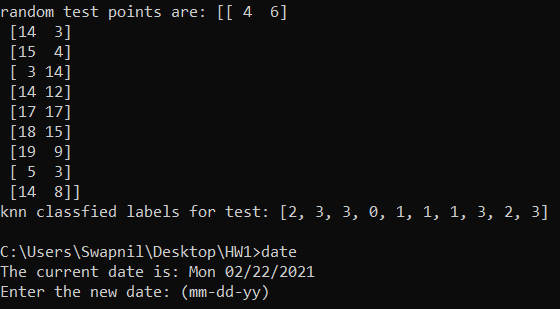 random test points are: [[ 4  6]
 [14  3]
 [15  4]
 [ 3 14]
 [14 12]
 [17 17]
 [18 15]
 [19  9]
 [ 5  3]
 [14  8]]
knn classfied labels for test: [2, 3, 3, 0, 1, 1, 1, 3, 2, 3]

C:\Users\Swapnil\Desktop\HW1>date
The current date is: Mon 02/22/2021
Enter the new date: (mm-dd-yy)